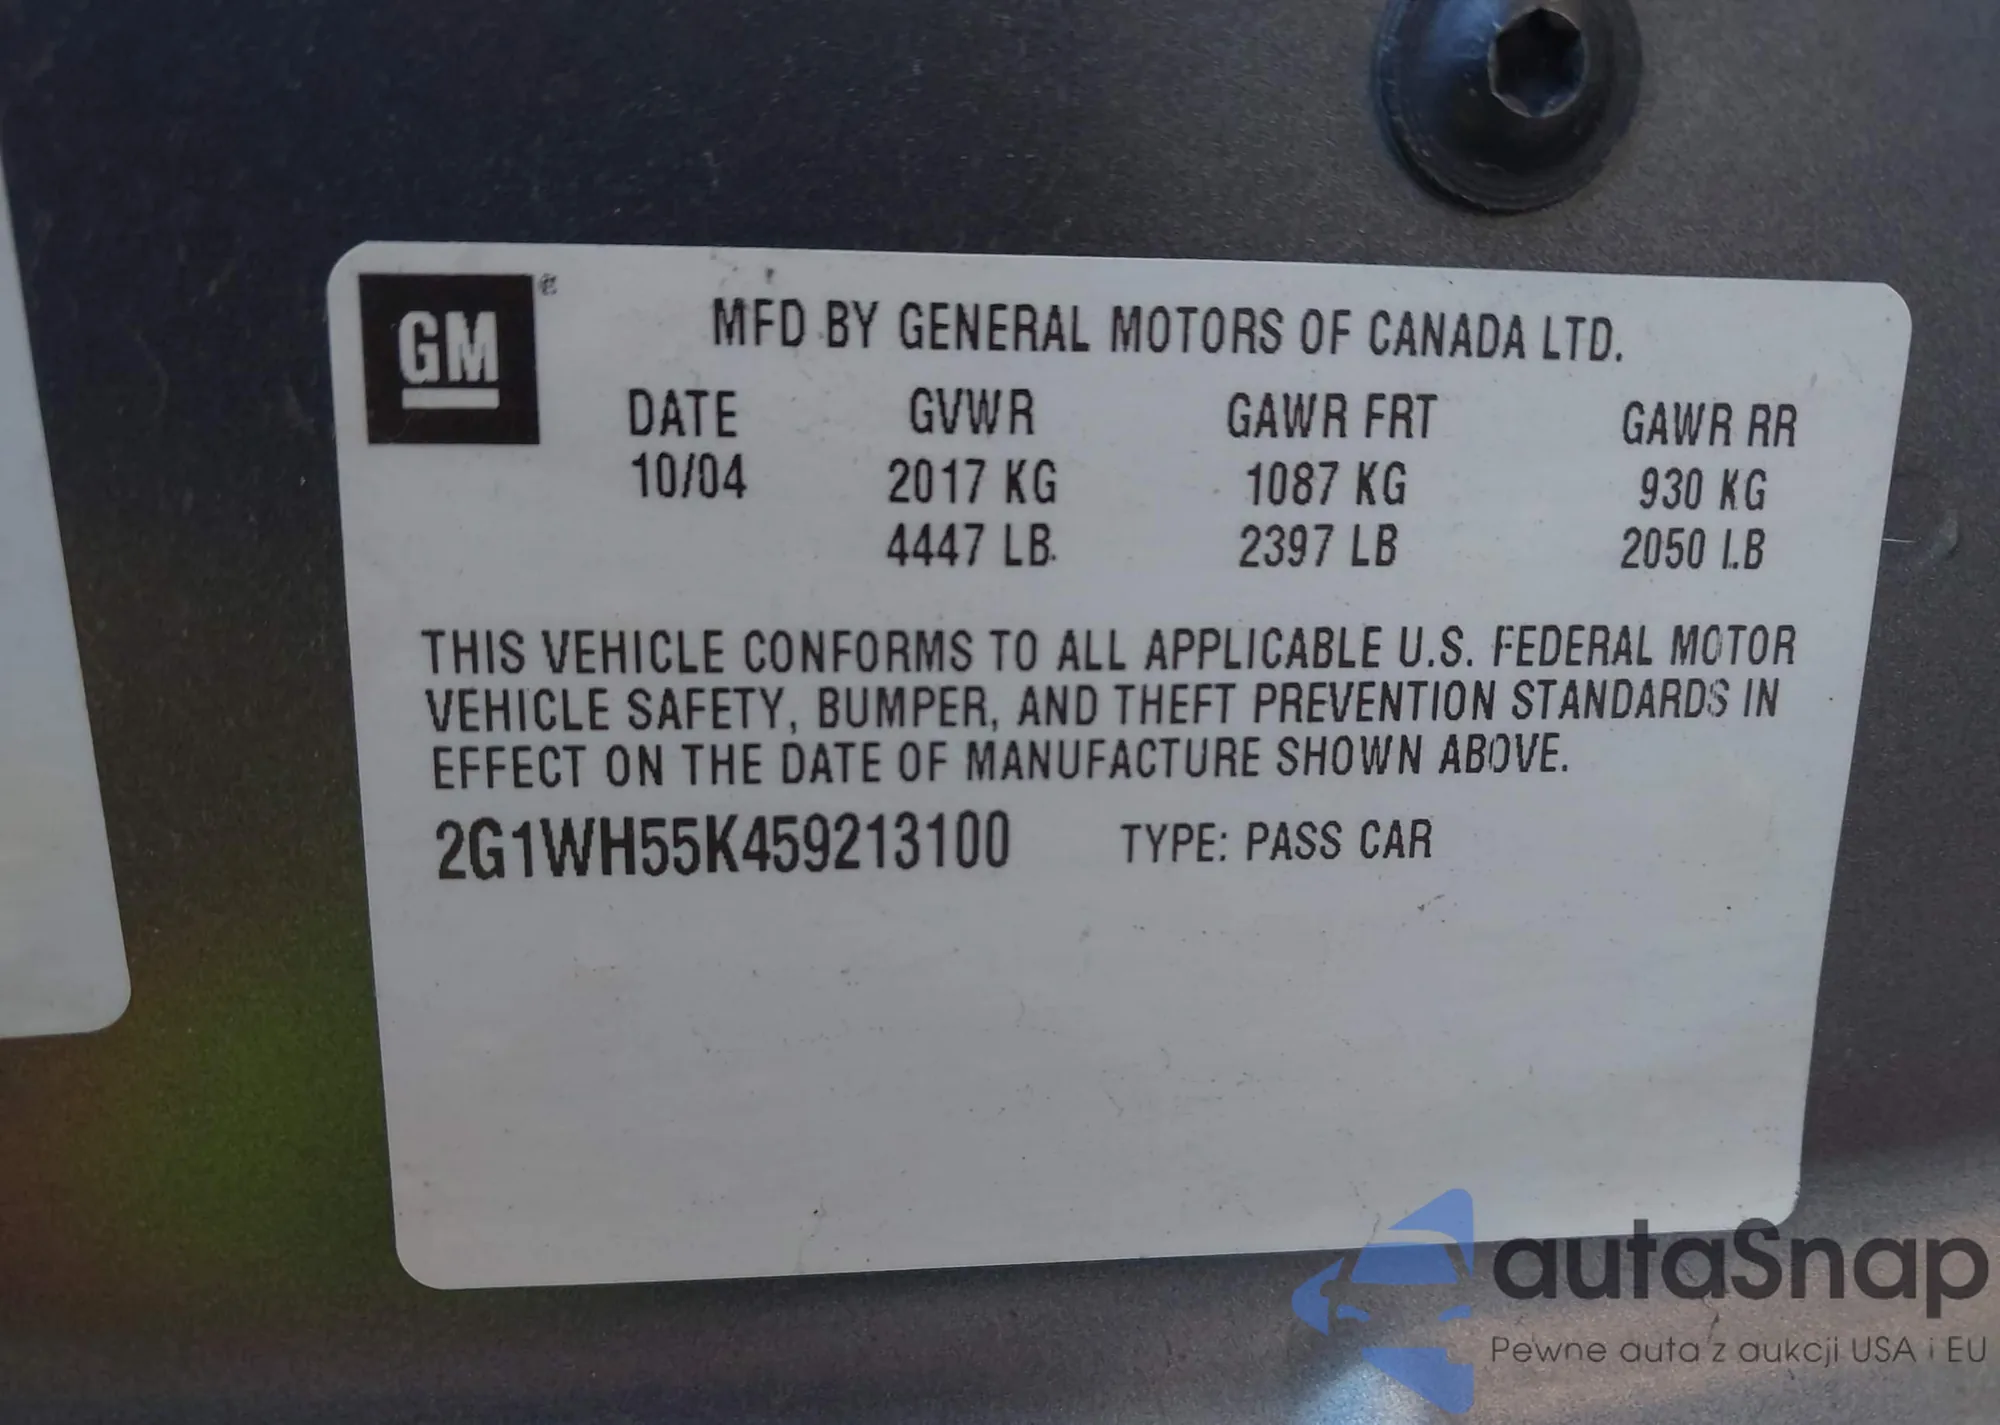 GM
MFD BY GENERAL MOTORS OF CANADA LTD.
DATE GVWR GAWR FRT GAWR RR
10/04 2017 KG 1087 KG 930 KG
4447 LB 2397 LB 2050 LB
THIS VEHICLE CONFORMS TO ALL APPLICABLE U.S. FEDERAL MOTOR
VEHICLE SAFETY, BUMPER, AND THEFT PREVENTION STANDARDS IN
EFFECT ON THE DATE OF MANUFACTURE SHOWN ABOVE.
2G1WH55K459213100 TYPE: PASS CAR
autaSnap
Pewne auta z aukcji USA i EU